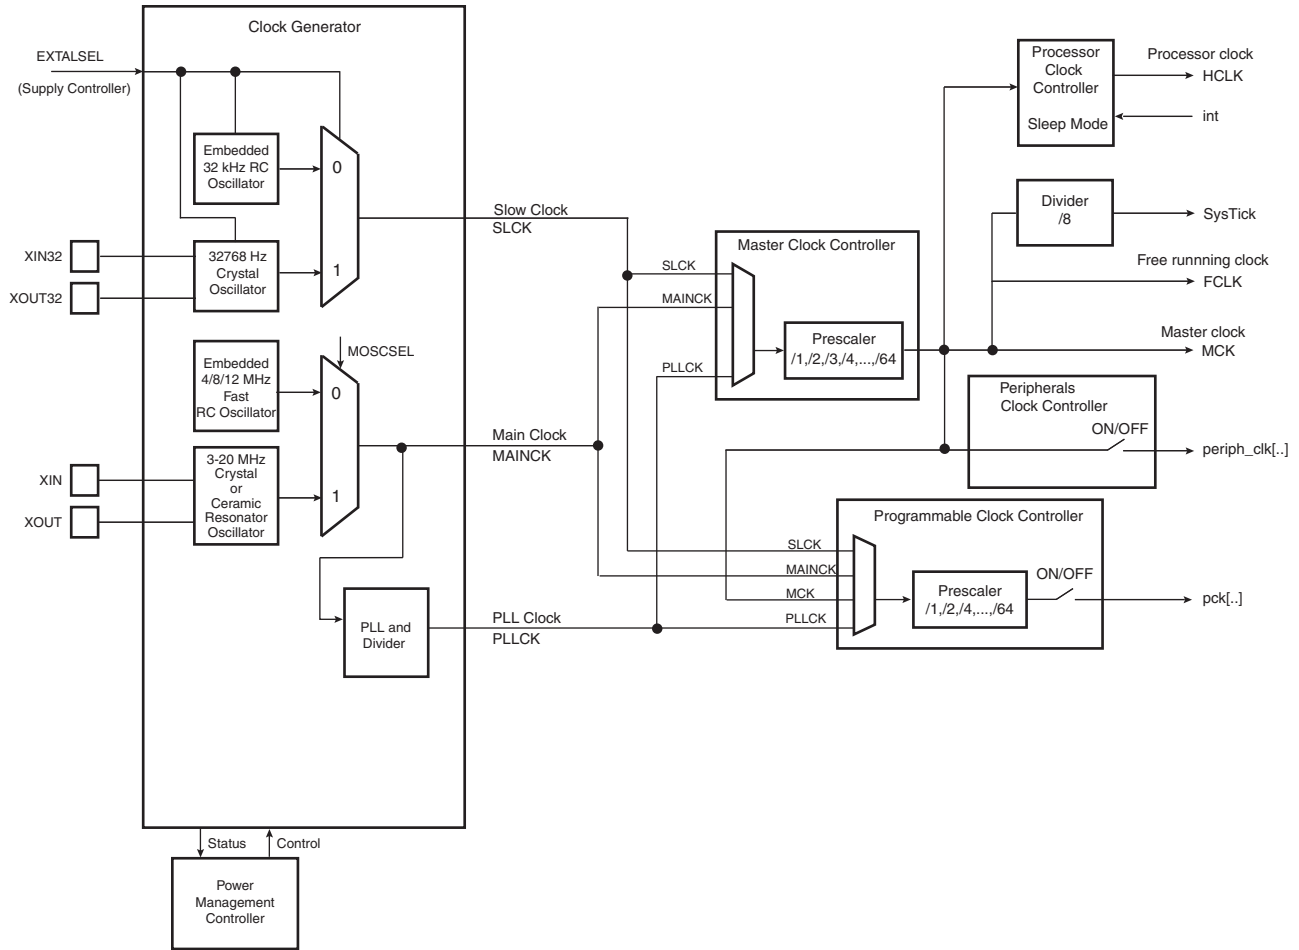 Clock Generator
EXTALSEL
(Supply Controller)
Embedded
32 kHz RC
Oscillator
0
XIN32
XOUT32
32768 Hz
Crystal
Oscillator
1
Slow Clock
SLCK
MOSCSEL
Embedded
4/8/12 MHz
Fast
RC Oscillator
0
XIN
XOUT
3-20 MHz
Crystal
or
Ceramic
Resonator
Oscillator
1
Main Clock
MAINCK
PLL and
Divider
PLL Clock
PLLCK
Status
Control
Power
Management
Controller
Master Clock Controller
SLCK
MAINCK
PLLCK
Prescaler
/1,/2,/3,/4,...,/64
Processor
Clock
Controller
Sleep Mode
Processor clock
HCLK
int
Divider
/8
SysTick
Free runnning clock
FCLK
Master clock
MCK
Peripherals
Clock Controller
ON/OFF
periph_clk[..]
Programmable Clock Controller
SLCK
MAINCK
MCK
PLLCK
Prescaler
/1,/2,/4,...,/64
ON/OFF
pck[..]